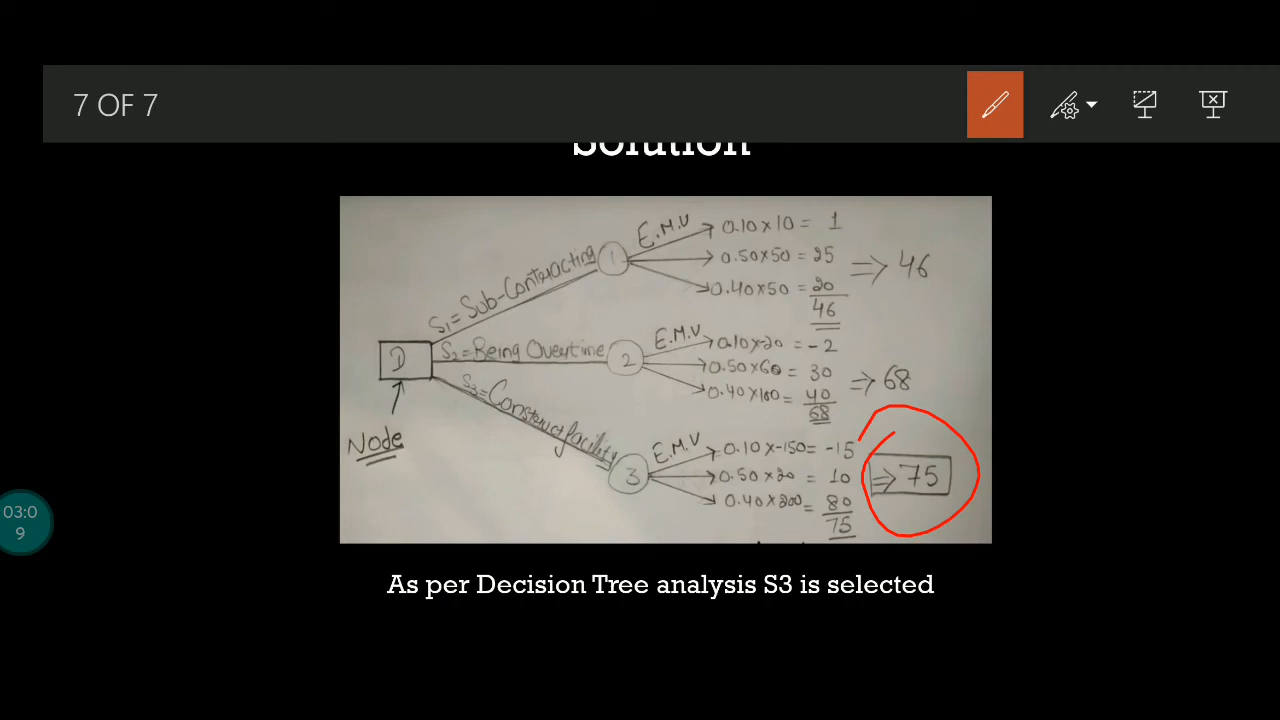 7 OF 7
Solution
E.M.V
0.10×10 = 1
0.50×50 = 25
0.40×50 = 20
46
⇒ 46
S1= Sub-Contracting
1
E.M.V
0.10×-20 = -2
0.50×60 = 30
0.40×100 = 40
68
⇒ 68
D
S2=Being Overtime
2
S3=Construct facility
Node
E.M.V
0.10×-150= -15
0.50×20 = 10
0.40×200= 80
75
⇒ 75
3
03:0
9
As per Decision Tree analysis S3 is selected